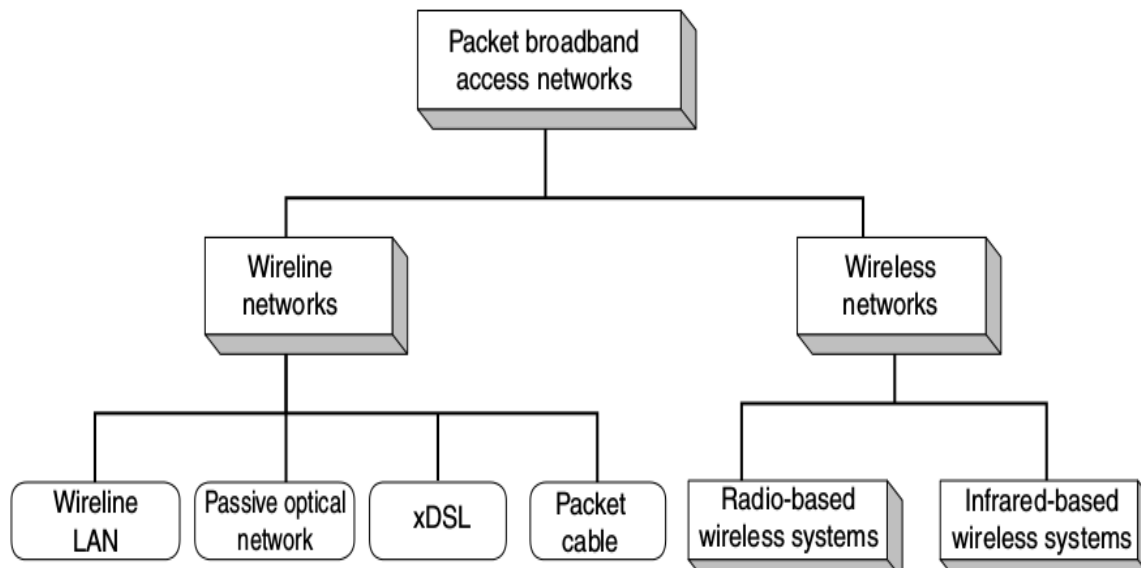 Packet broadband
access networks
Wireline
networks
Wireless
networks
Wireline
LAN
Passive optical
network
xDSL
Packet
cable
Radio-based
wireless systems
Infrared-based
wireless systems